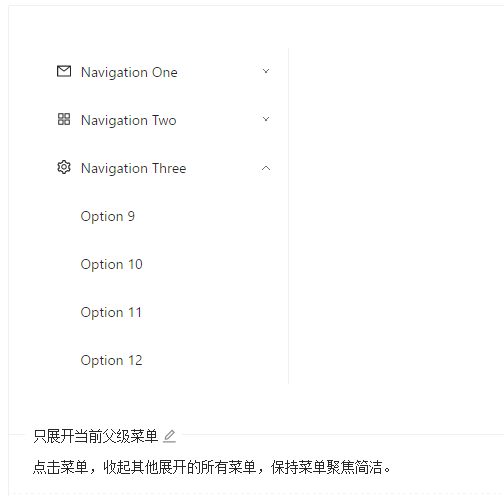 Navigation One
Navigation Two
Navigation Three
Option 9
Option 10
Option 11
Option 12
只展开当前父级菜单
点击菜单，收起其他展开的所有菜单，保持菜单聚焦简洁。